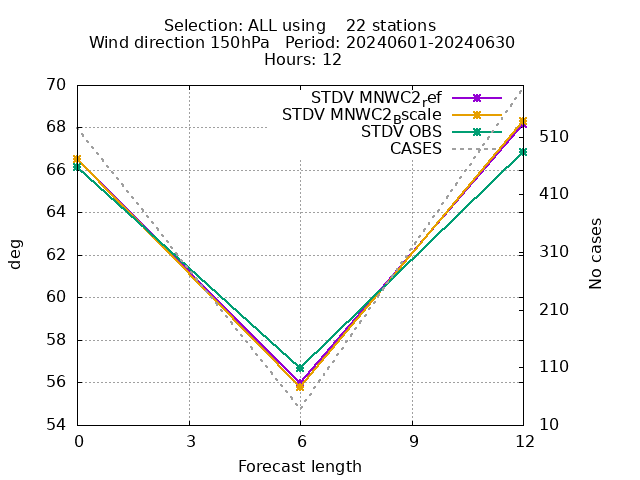 Selection: ALL using    22 stations
Wind direction 150hPa   Period: 20240601-20240630
Hours: 12
STDV MNWC2_ref
STDV MNWC2_Bscale
STDV OBS
CASES
70
68
66
64
62
60
58
56
54
deg
510
410
310
210
110
10
No cases
0 3 6 9 12
Forecast length